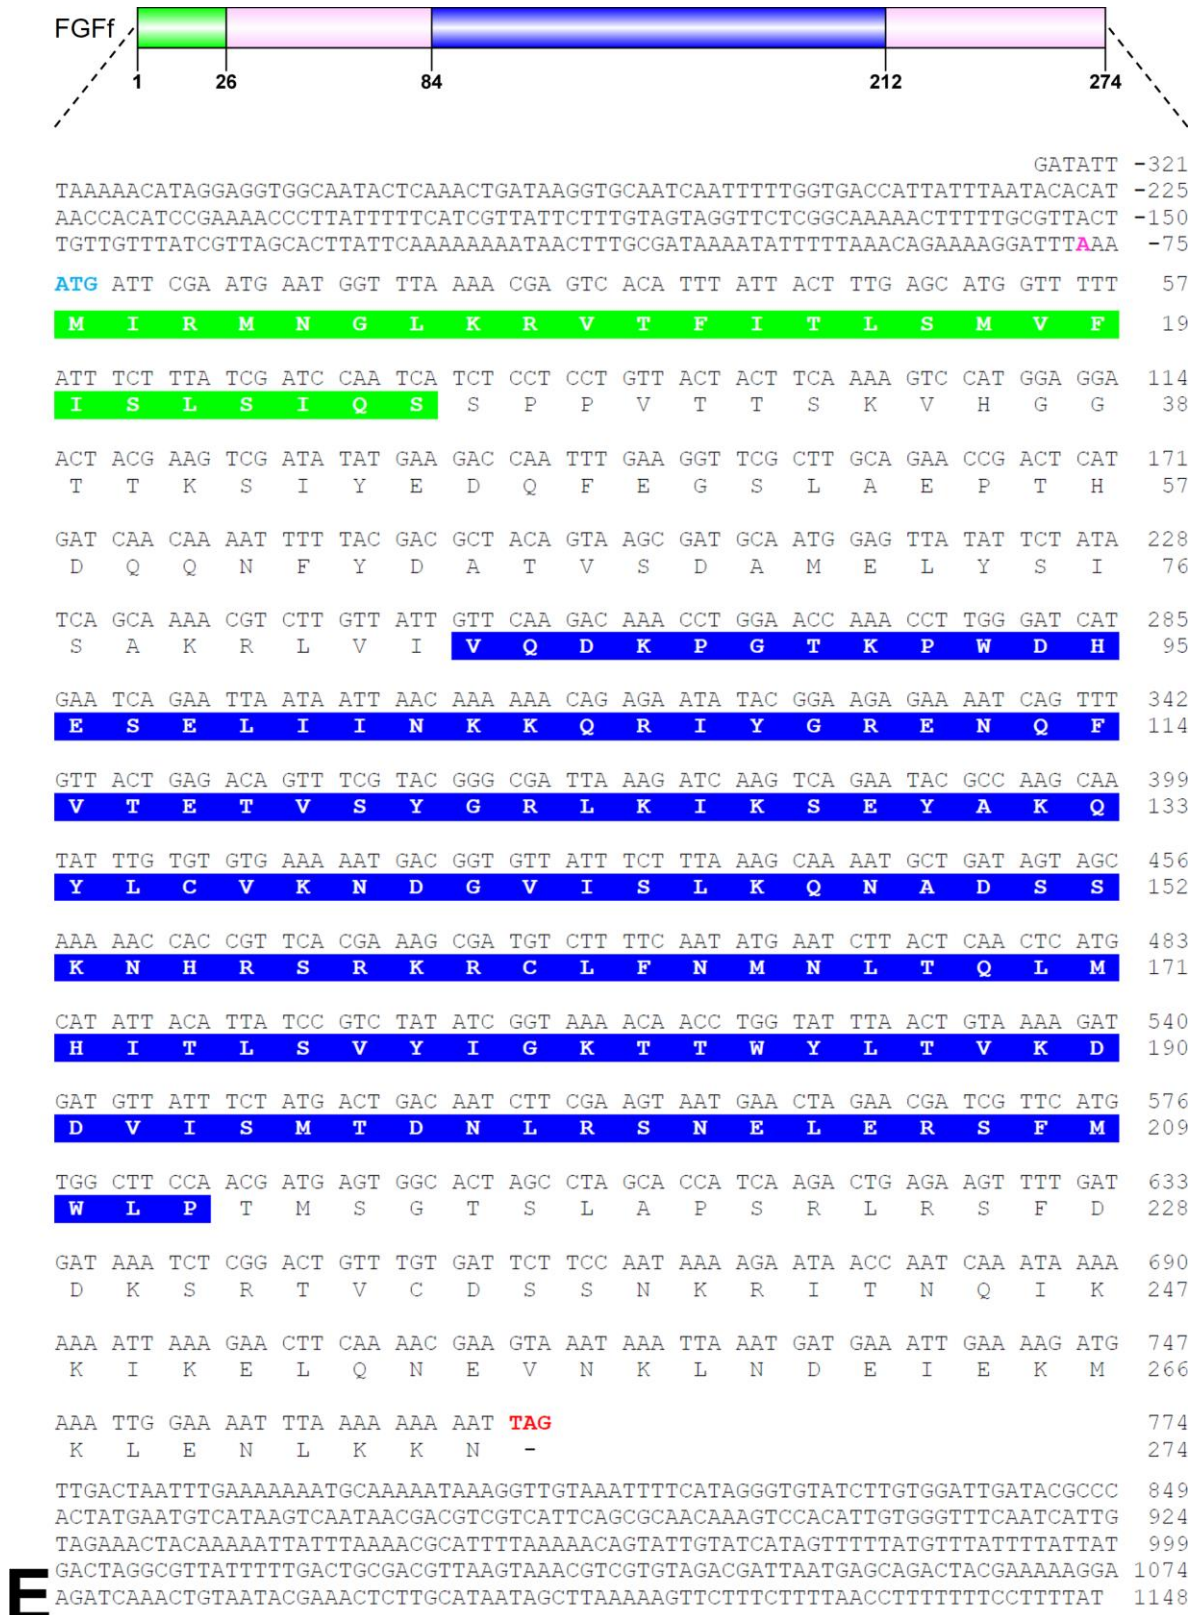 FGFf
1 26 84 212 274
GATATT -321
TAAAAACATAGGAGGTGGCAATACTCAAACTGATAAGGTGCAATCAATTTTTGGTGACCATTATTTAATACACAT -225
AACCACATCCGAAAACCCTTATTTTTCATCGTTATTCTTTGTAGTAGGTTCTCGGCAAAAACTTTTTGCGTTACT -150
TGTTGTTTATCGTTAGCACTTATTCAAAAAAAATAACTTTGCGATAAAATATTTTTAAACAGAAAAGGATTTAAA -75
ATG ATT CGA ATG AAT GGT TTA AAA CGA GTC ACA TTT ATT ACT TTG AGC ATG GTT TTT 57
M I R M N G L K R V T F I T L S M V F 19
ATT TCT TTA TCG ATC CAA TCA TCT CCT CCT GTT ACT ACT TCA AAA GTC CAT GGA GGA 114
I S L S I Q S S P P V T T S K V H G G 38
ACT ACG AAG TCG ATA TAT GAA GAC CAA TTT GAA GGT TCG CTT GCA GAA CCG ACT CAT 171
T T K S I Y E D Q F E G S L A E P T H 57
GAT CAA CAA AAT TTT TAC GAC GCT ACA GTA AGC GAT GCA ATG GAG TTA TAT TCT ATA 228
D Q Q N F Y D A T V S D A M E L Y S I 76
TCA GCA AAA CGT CTT GTT ATT GTT CAA GAC AAA CCT GGA ACC AAA CCT TGG GAT CAT 285
S A K R L V I V Q D K P G T K P W D H 95
GAA TCA GAA TTA ATA ATT AAC AAA AAA CAG AGA ATA TAC GGA AGA GAA AAT CAG TTT 342
E S E L I I N K K Q R I Y G R E N Q F 114
GTT ACT GAG ACA GTT TCG TAC GGG CGA TTA AAG ATC AAG TCA GAA TAC GCC AAG CAA 399
V T E T V S Y G R L K I K S E Y A K Q 133
TAT TTG TGT GTG AAA AAT GAC GGT GTT ATT TCT TTA AAG CAA AAT GCT GAT AGT AGC 456
Y L C V K N D G V I S L K Q N A D S S 152
AAA AAC CAC CGT TCA CGA AAG CGA TGT CTT TTC AAT ATG AAT CTT ACT CAA CTC ATG 483
K N H R S R K R C L F N M N L T Q L M 171
CAT ATT ACA TTA TCC GTC TAT ATC GGT AAA ACA ACC TGG TAT TTA ACT GTA AAA GAT 540
H I T L S V Y I G K T T W Y L T V K D 190
GAT GTT ATT TCT ATG ACT GAC AAT CTT CGA AGT AAT GAA CTA GAA CGA TCG TTC ATG 576
D V I S M T D N L R S N E L E R S F M 209
TGG CTT CCA ACG ATG AGT GGC ACT AGC CTA GCA CCA TCA AGA CTG AGA AGT TTT GAT 633
W L P T M S G T S L A P S R L R S F D 228
GAT AAA TCT CGG ACT GTT TGT GAT TCT TCC AAT AAA AGA ATA ACC AAT CAA ATA AAA 690
D K S R T V C D S S N K R I T N Q I K 247
AAA ATT AAA GAA CTT CAA AAC GAA GTA AAT AAA TTA AAT GAT GAA ATT GAA AAG ATG 747
K I K E L Q N E V N K L N D E I E K M 266
AAA TTG GAA AAT TTA AAA AAA AAT TAG 774
K L E N L K K N - 274
TTGACTAATTTGAAAAAAATGCAAAAATAAAGGTTGTAAATTTTCATAGGGTGTATCTTGTGGATTGATACGCCC 849
ACTATGAATGTCATAAGTCAATAACGACGTCGTCATTCAGCGCAACAAAGTCCACATTGTGGGTTTCAATCATTG 924
TAGAAACTACAAAAATTATTTAAAACGCATTTTAAAAACAGTATTGTATCATAGTTTTTATGTTTATTTTATTAT 999
GACTAGGCGTTATTTTTGACTGCGACGTTAAGTAAACGTCGTGTAGACGATTAATGAGCAGACTACGAAAAAGGA 1074
E AGATCAAACTGTAATACGAAACTCTTGCATAATAGCTTAAAAAGTTCTTTCTTTTAACCTTTTTTTCCTTTTAT 1148